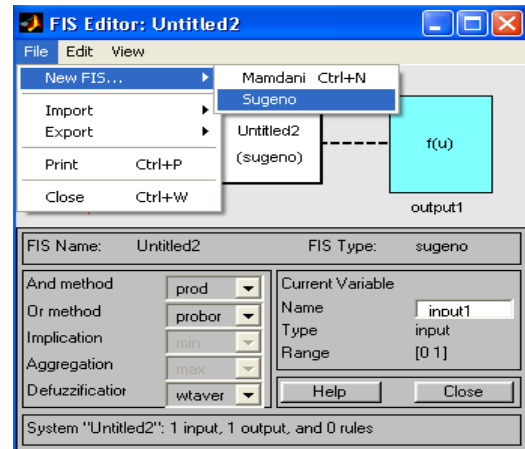 FIS Editor: Untitled2
File Edit View
New FIS...
Mamdani Ctrl+N
Sugeno
Import
Export
Print Ctrl+P
Close Ctrl+W
Untitled2
(sugeno)
f(u)
output1
FIS Name: Untitled2 FIS Type: sugeno
And method prod
Or method probor
Implication min
Aggregation max
Defuzzification wtaver
Current Variable
Name input1
Type input
Range [0 1]
Help Close
System "Untitled2": 1 input, 1 output, and 0 rules